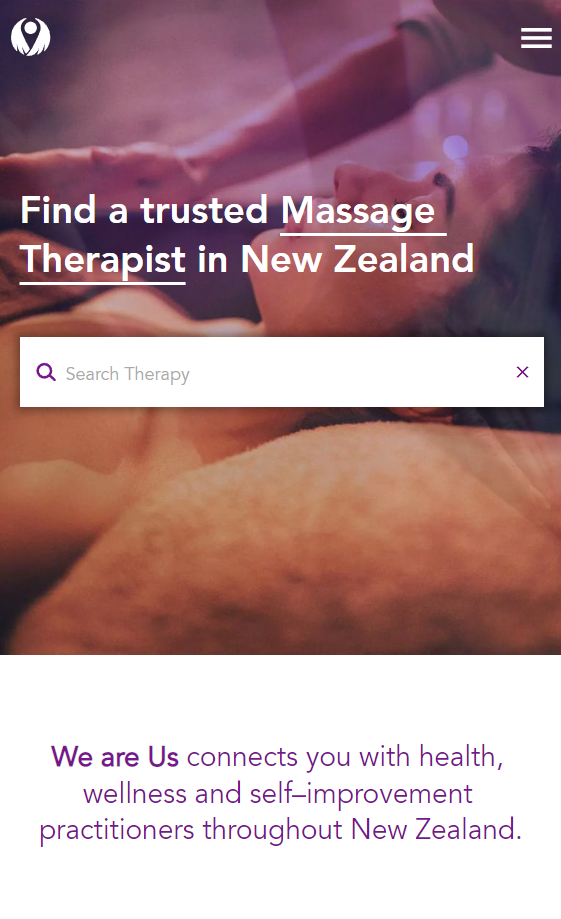 Find a trusted Massage
Therapist in New Zealand
Search Therapy
We are Us connects you with health,
wellness and self–improvement
practitioners throughout New Zealand.